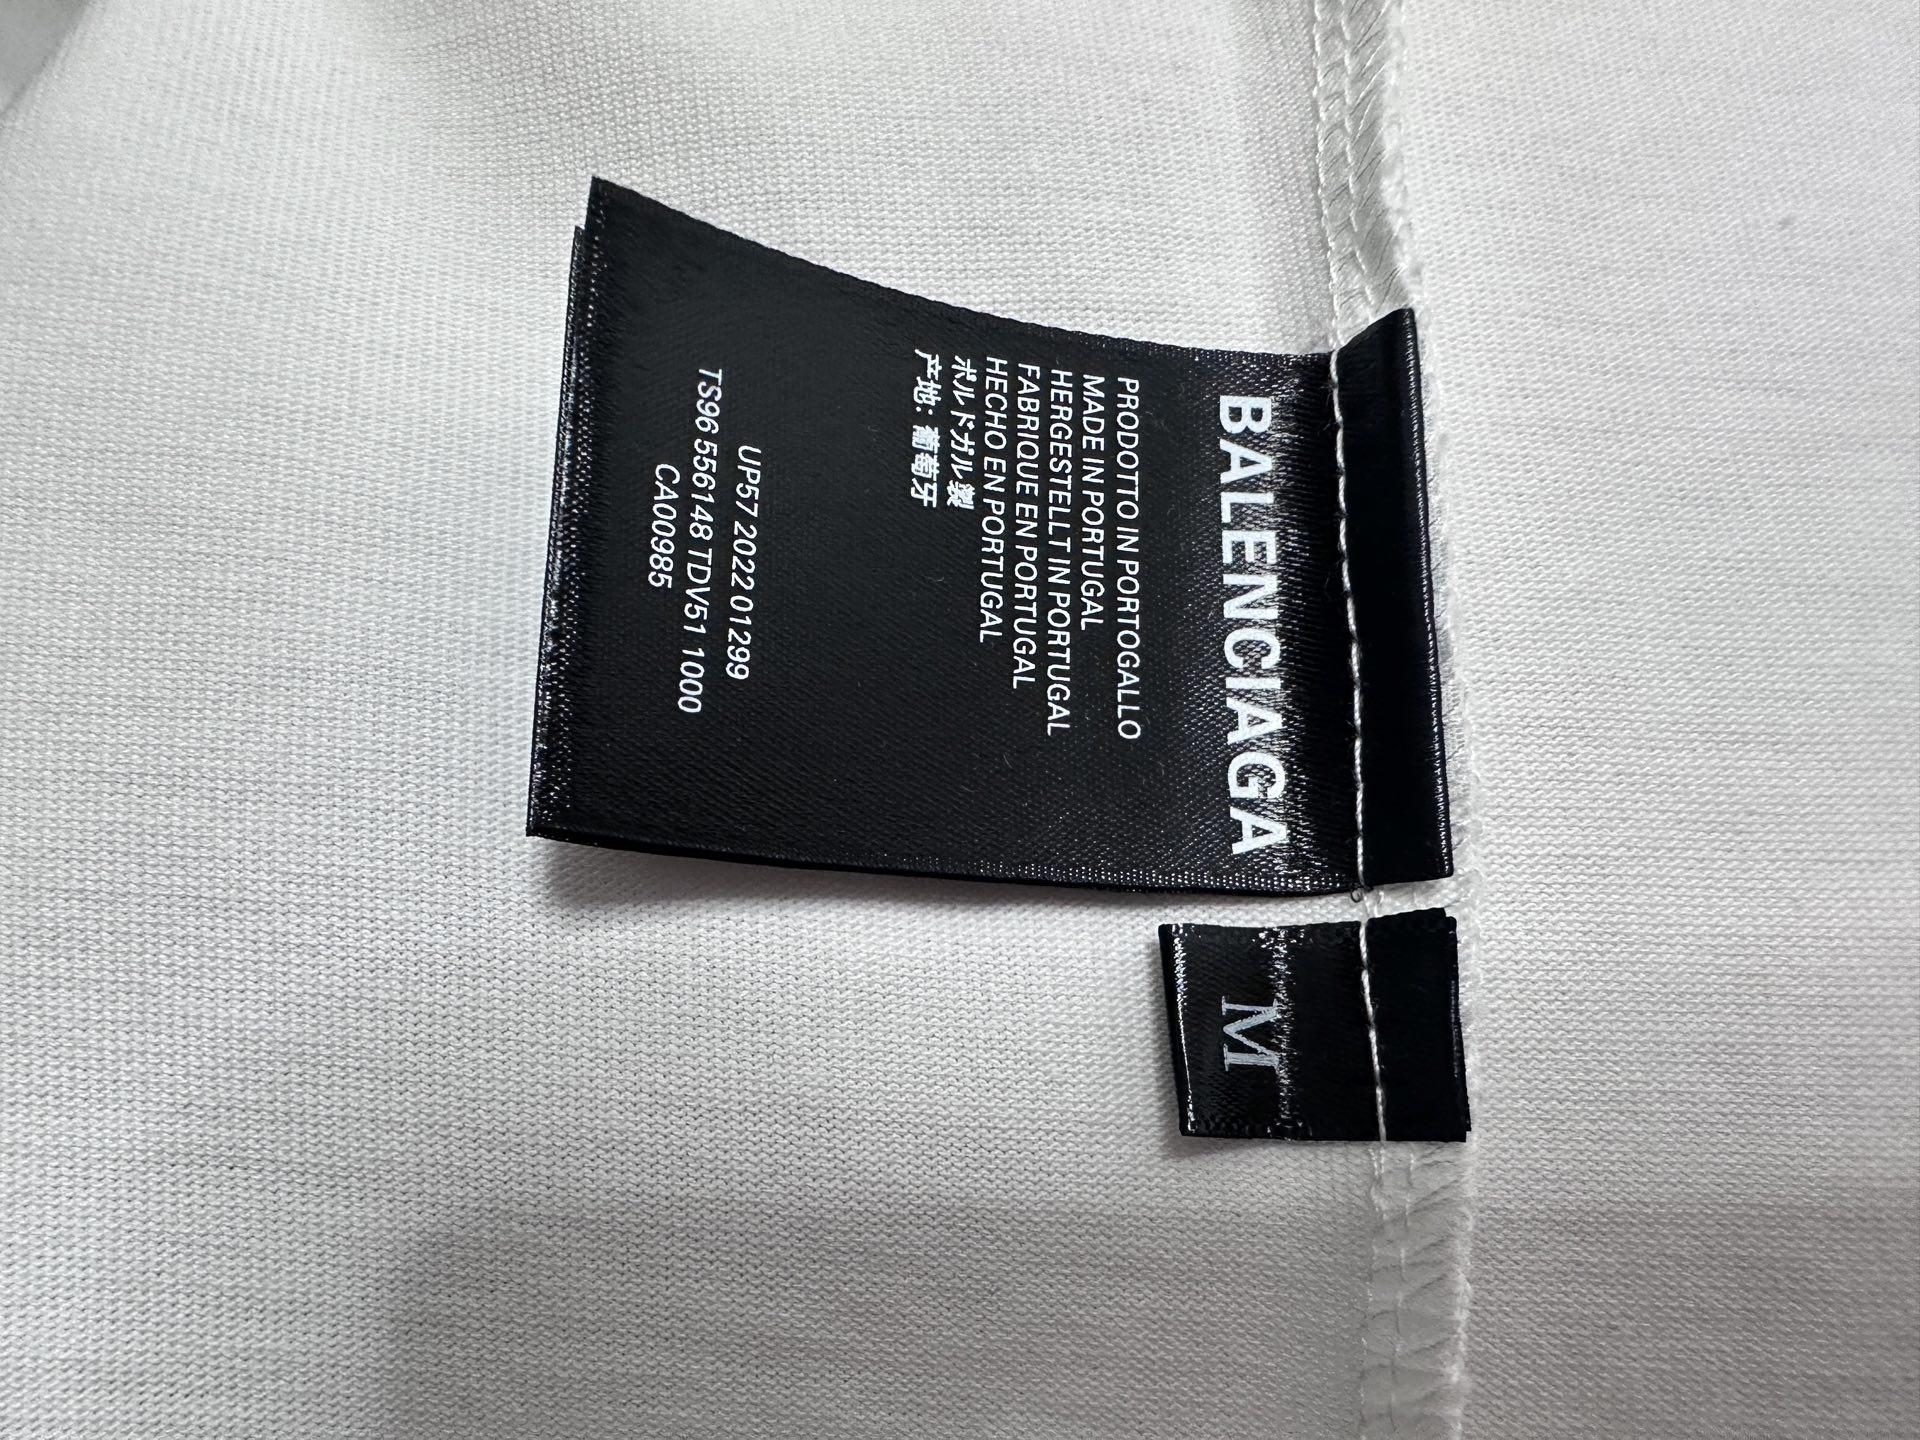 BALENCIAGA
PRODOTTO IN PORTOGALLO
MADE IN PORTUGAL
HERGESTELLT IN PORTUGAL
FABRIQUE EN PORTUGAL
HECHO EN PORTUGAL
ポルドガル製
产地: 葡萄牙
UP57 2022 01299
TS96 556148 TDV51 1000
CA00985
M